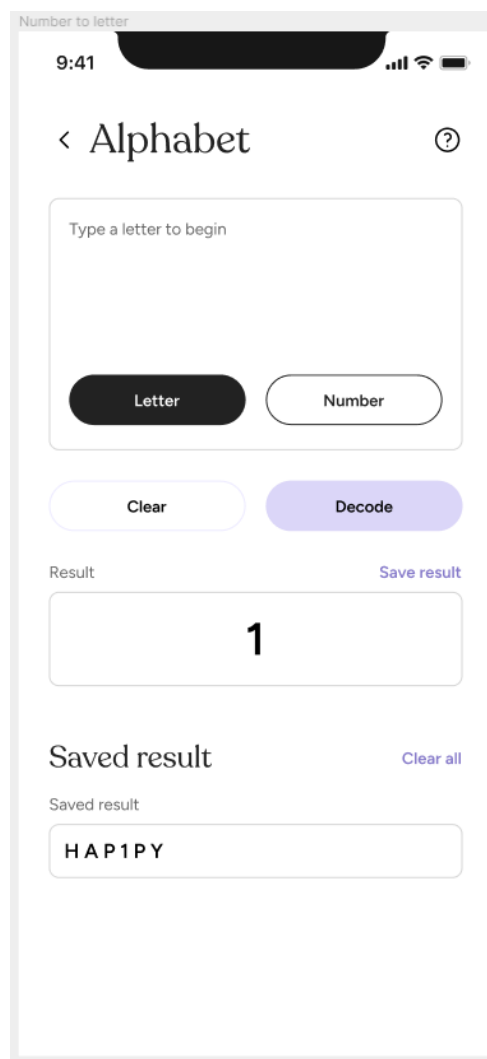 Number to letter
9:41
Alphabet
Type a letter to begin
Letter Number
Clear Decode
Result Save result
1
Saved result Clear all
Saved result
HAP1PY